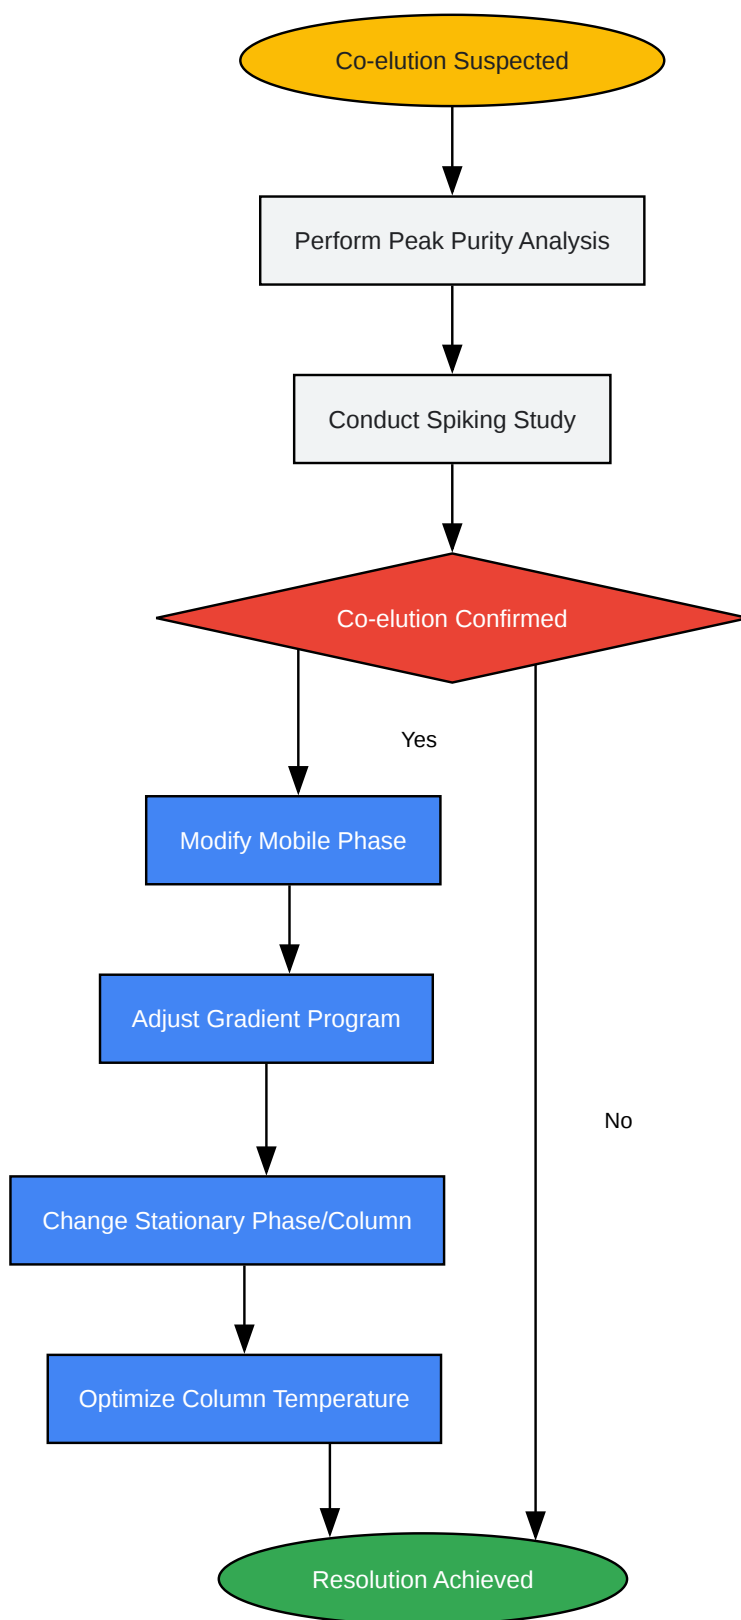 Co-elution Suspected
Perform Peak Purity Analysis
Conduct Spiking Study
Co-elution Confirmed
Yes
Modify Mobile Phase
Adjust Gradient Program
No
Change Stationary Phase/Column
Optimize Column Temperature
Resolution Achieved